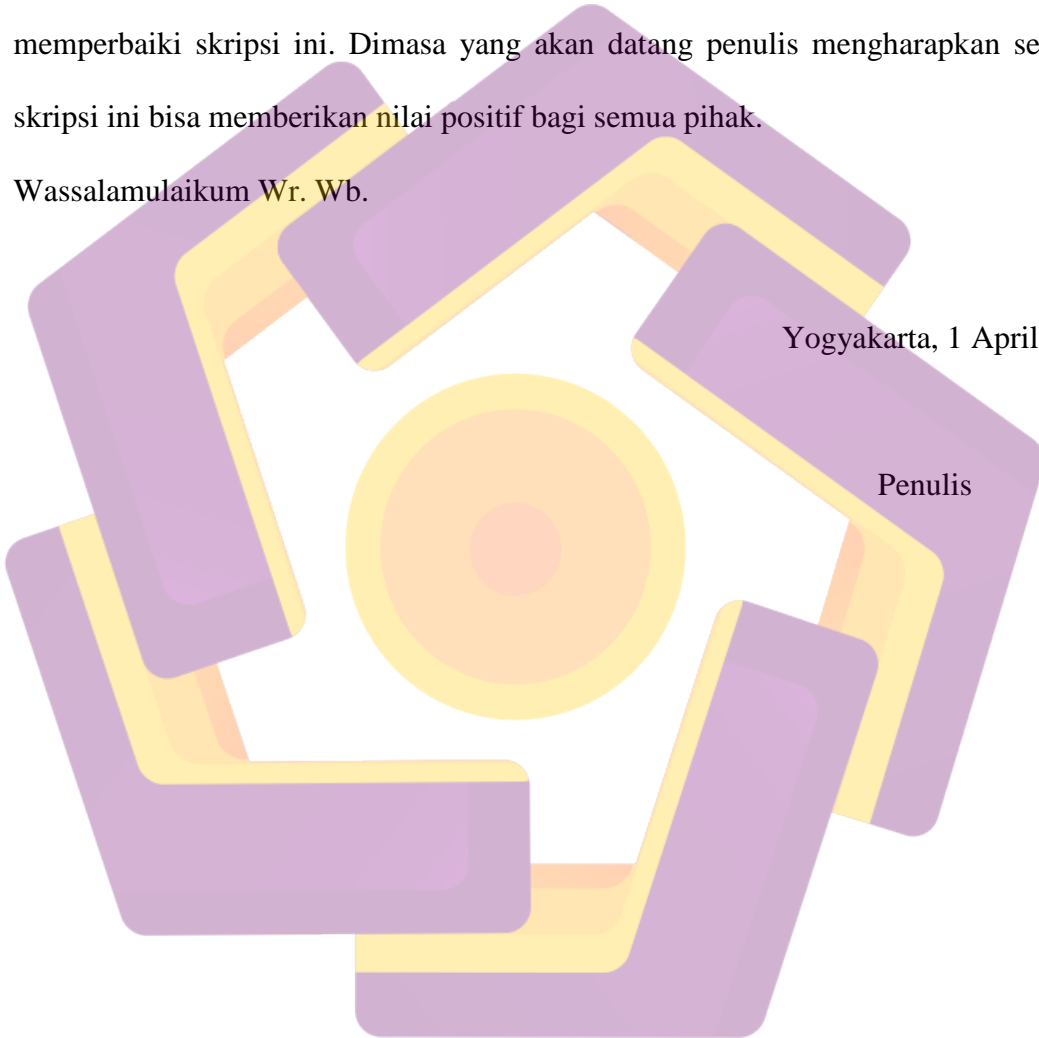 memperbaiki skripsi ini. Dimasa yang akan datang penulis mengharapkan se
skripsi ini bisa memberikan nilai positif bagi semua pihak.
Wassalamulaikum Wr. Wb.
Yogyakarta, 1 April
Penulis